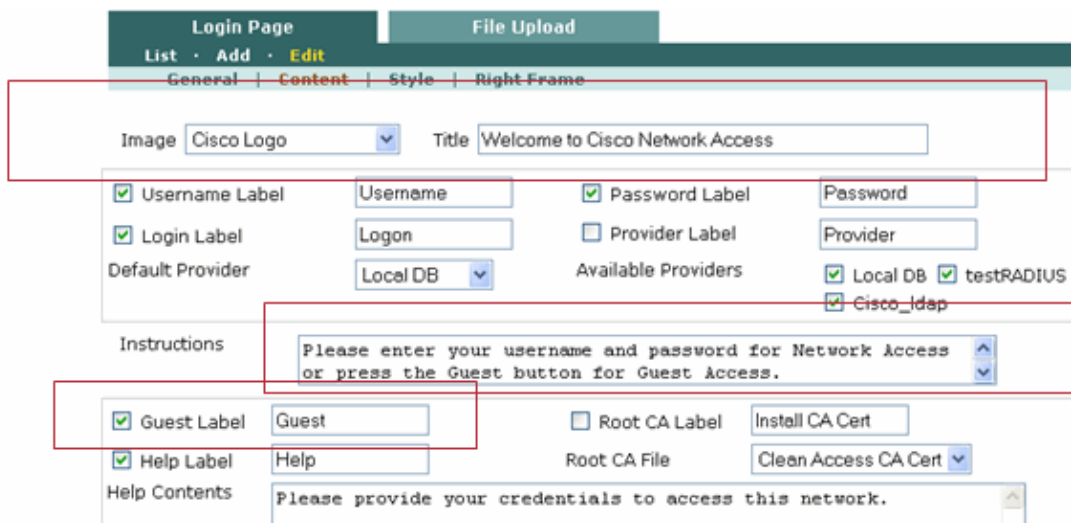 Login Page File Upload
List · Add · Edit
General | Content | Style | Right Frame
Image Cisco Logo Title Welcome to Cisco Network Access
Username Label Username Password Label Password
Login Label Logon Provider Label Provider
Default Provider Local DB Available Providers Local DB testRADIUS
Cisco_ldap
Instructions Please enter your username and password for Network Access
or press the Guest button for Guest Access.
Guest Label Guest Root CA Label Install CA Cert
Help Label Help Root CA File Clean Access CA Cert
Help Contents Please provide your credentials to access this network.